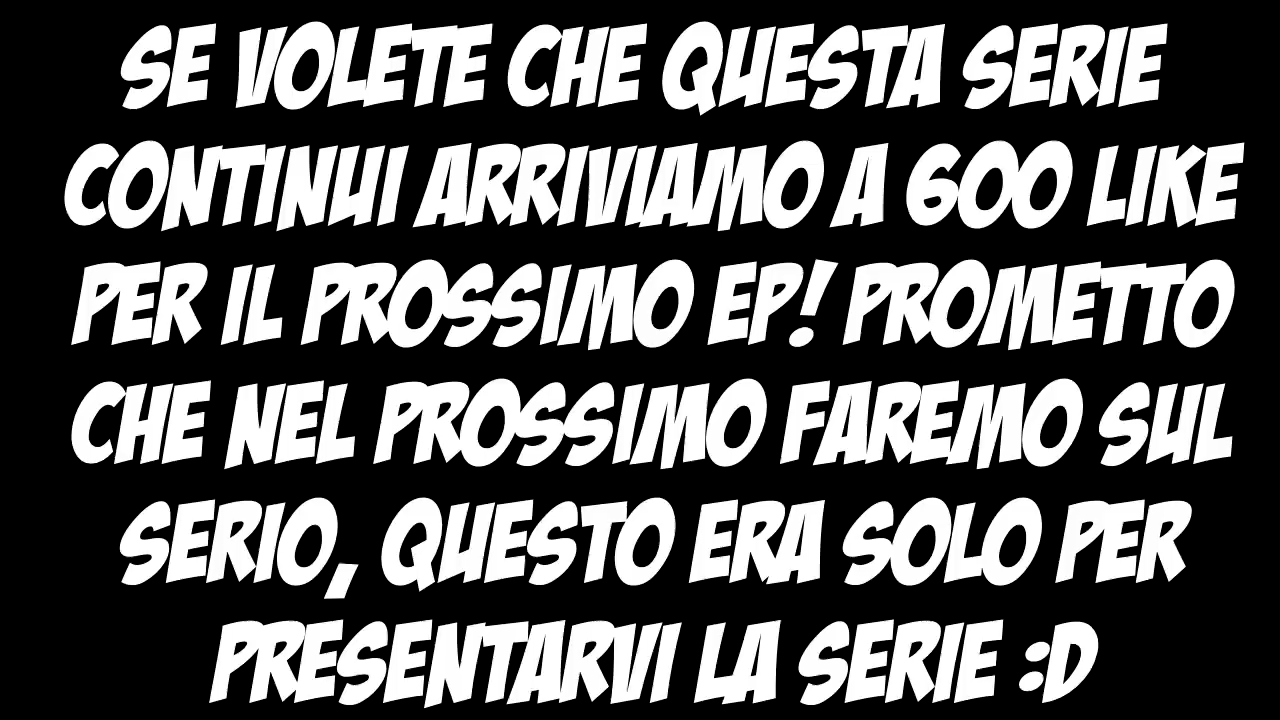 SE VOLETE CHE QUESTA SERIE
CONTINUI ARRIVIAMO A 600 LIKE
PER IL PROSSIMO EP! PROMETTO
CHE NEL PROSSIMO FAREMO SUL
SERIO, QUESTO ERA SOLO PER
PRESENTARVI LA SERIE :D